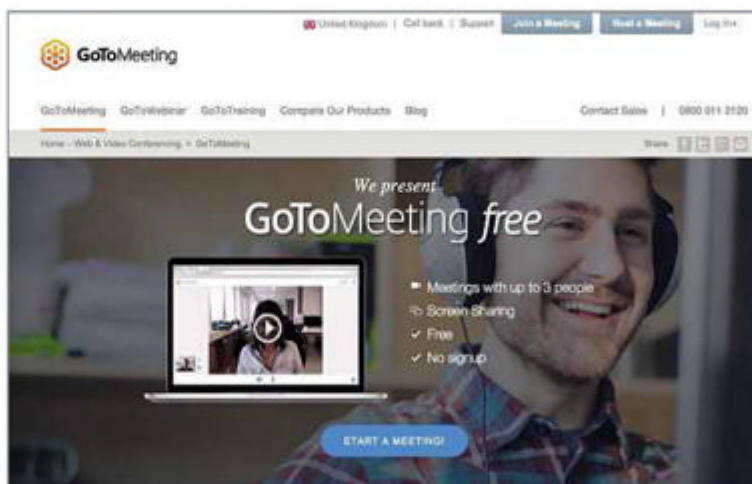 United Kingdom | Call back | Support Join a Meeting Host a Meeting Log In
GoToMeeting
GoToMeeting GoToWebinar GoToTraining Compare Our Products Blog Contact Sales | 0800 011 2120
Home - Web & Video Conferencing > GoToMeeting Share
We present
GoToMeeting free
Meetings with up to 3 people
Screen Sharing
Free
No signup
START A MEETING!